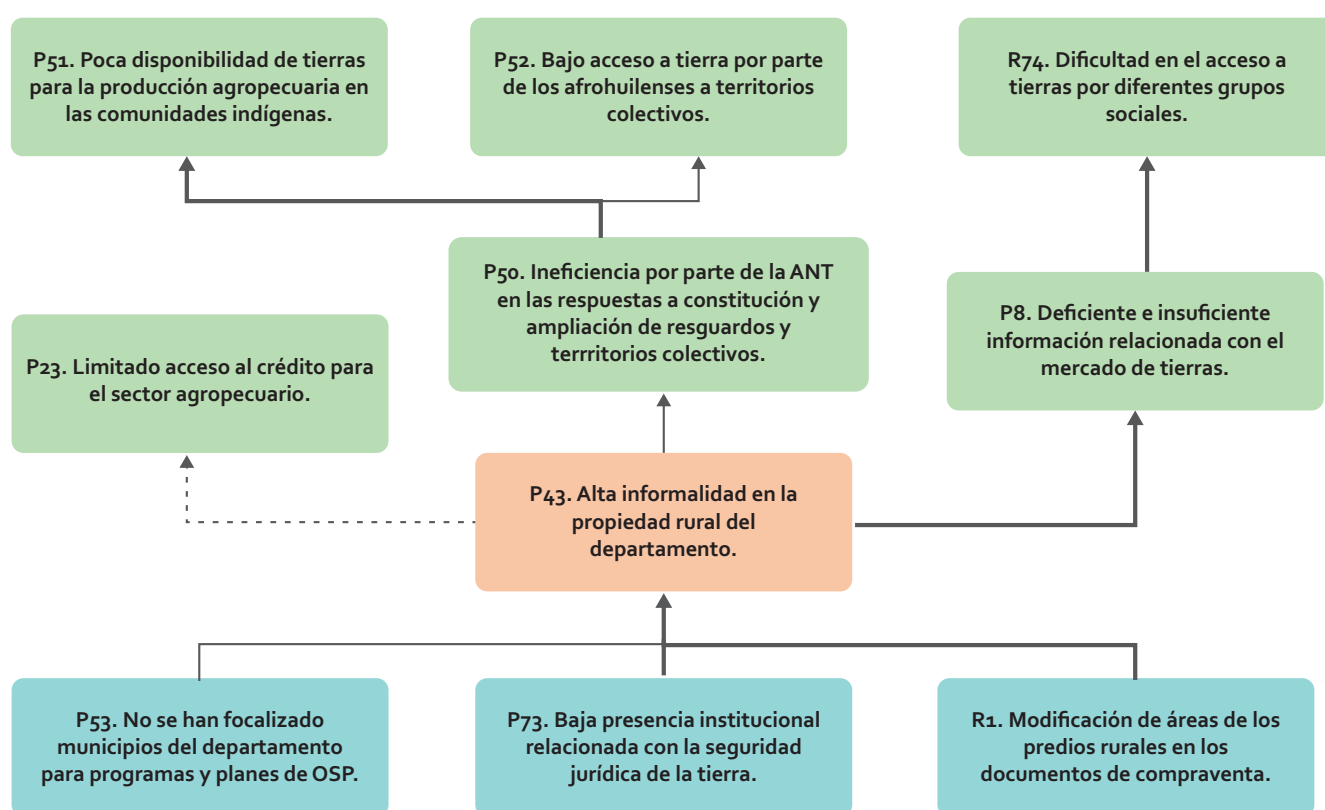 P51. Poca disponibilidad de tierras
para la producción agropecuaria en
las comunidades indígenas.
P52. Bajo acceso a tierra por parte
de los afrohuilenses a territorios
colectivos.
R74. Dificultad en el acceso a
tierras por diferentes grupos
sociales.
P50. Ineficiencia por parte de la ANT
en las respuestas a constitución y
ampliación de resguardos y
terrritorios colectivos.
P8. Deficiente e insuficiente
información relacionada con el
mercado de tierras.
P23. Limitado acceso al crédito para
el sector agropecuario.
P43. Alta informalidad en la
propiedad rural del
departamento.
P53. No se han focalizado
municipios del departamento
para programas y planes de OSP.
P73. Baja presencia institucional
relacionada con la seguridad
jurídica de la tierra.
R1. Modificación de áreas de los
predios rurales en los
documentos de compraventa.